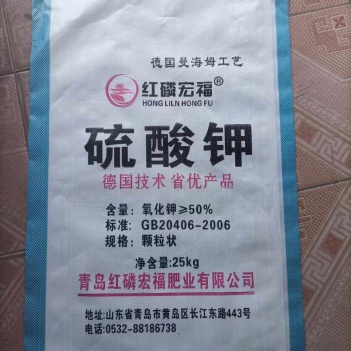 德国曼海姆工艺
红磷宏福®
HONG LILN HONG FU
硫酸钾
德国技术 省优产品
含量: 氧化钾≥50%
标准: GB20406-2006
规格: 颗粒状
净含量:25kg
青岛红磷宏福肥业有限公司
地址:山东省青岛市黄岛区长江东路443号
电话:0532-88186738